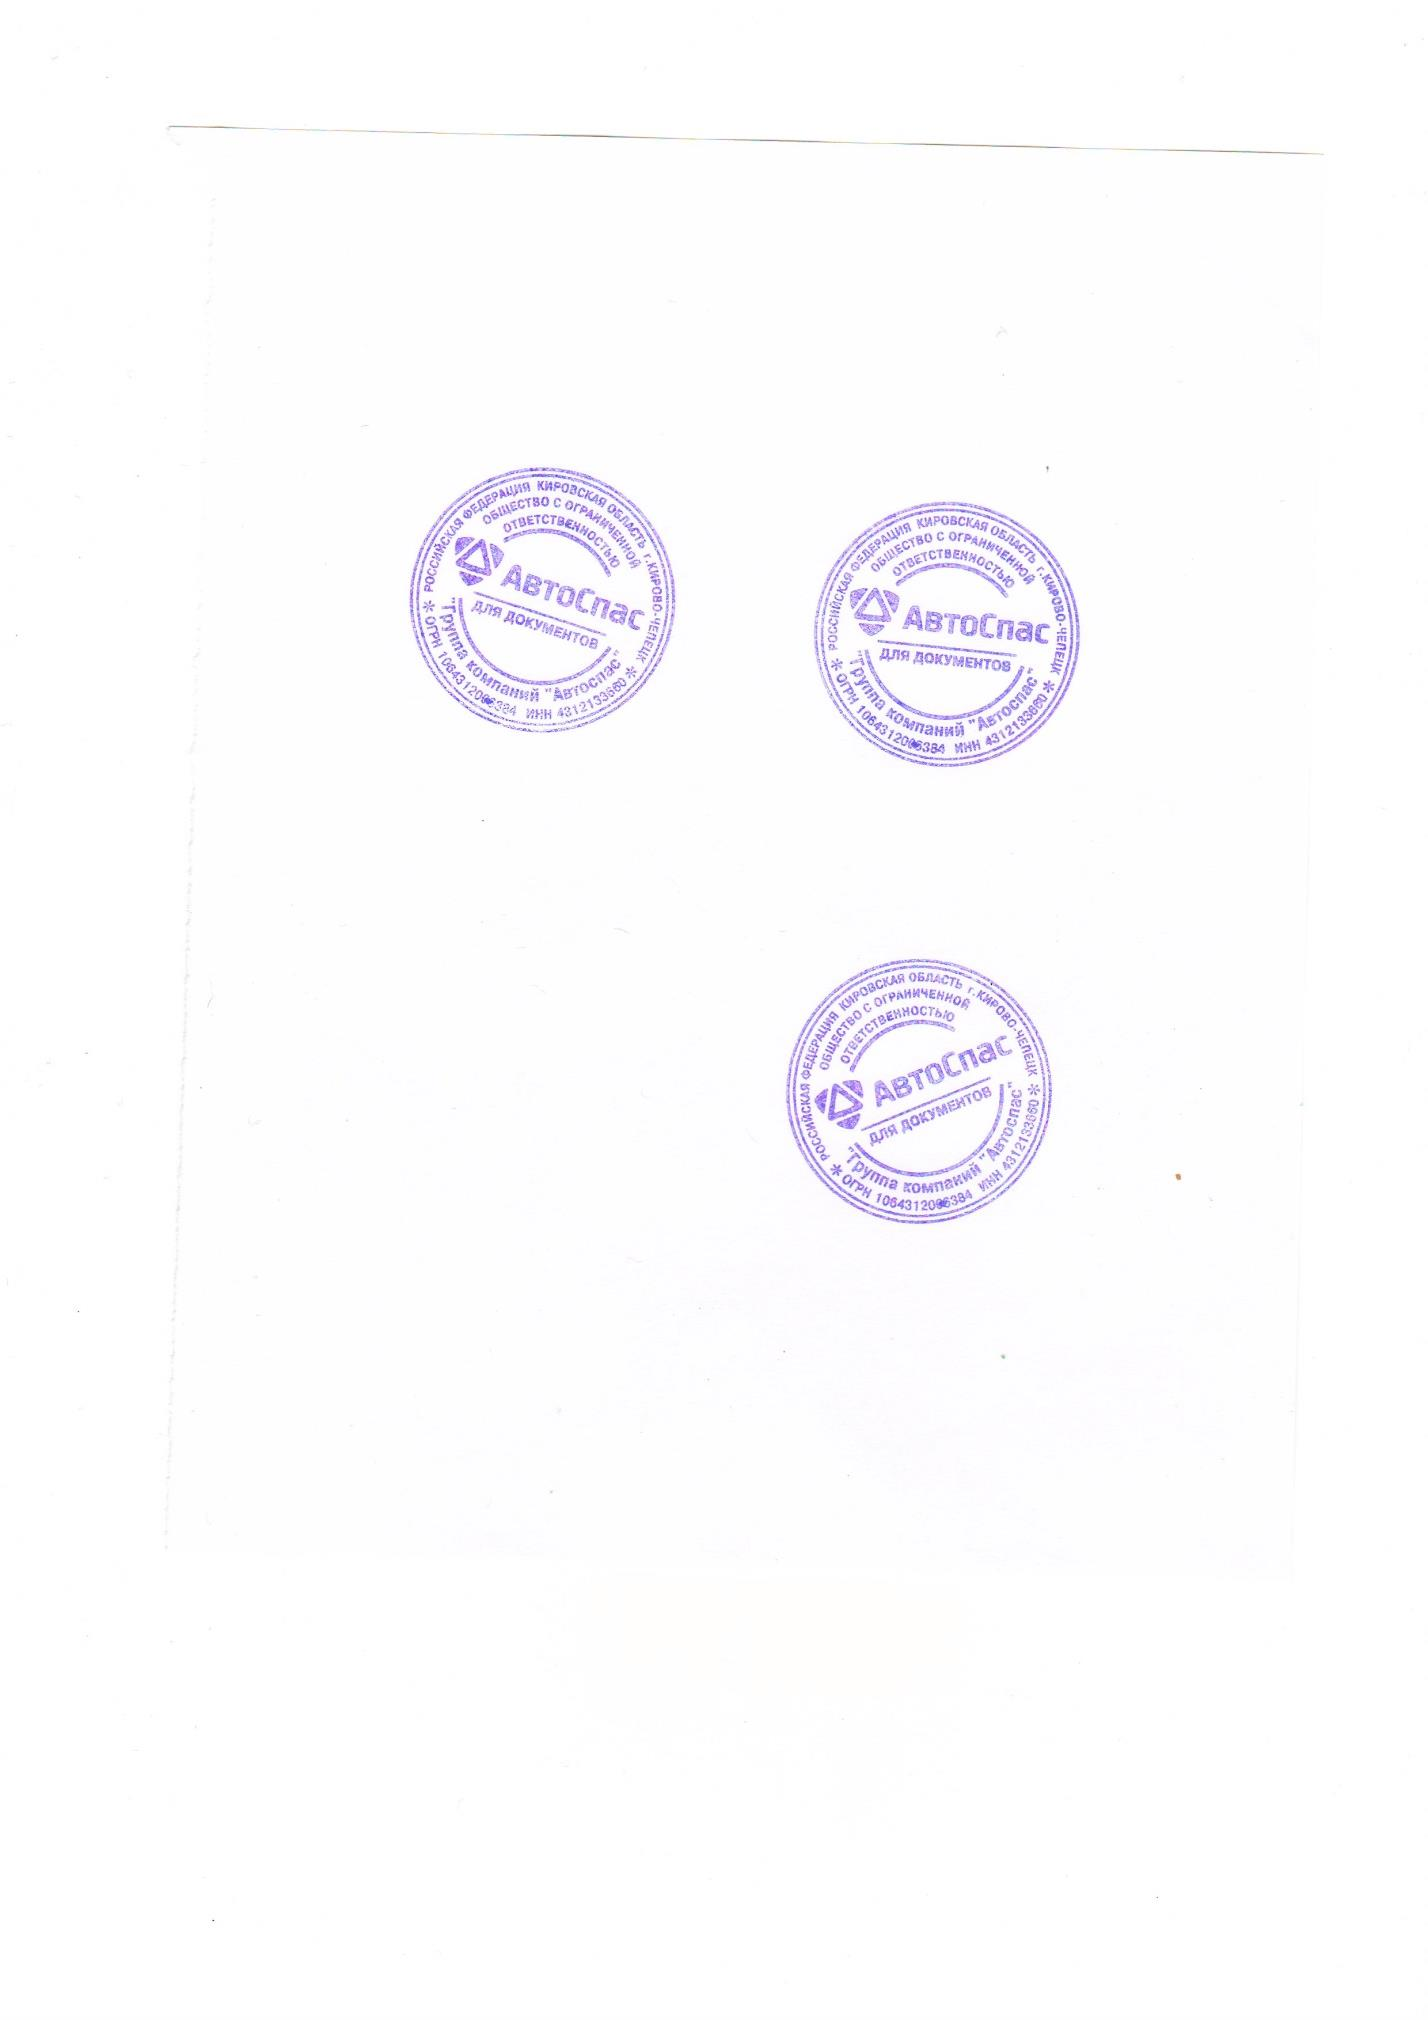 РОССИЙСКАЯ ФЕДЕРАЦИЯ КИРОВСКАЯ ОБЛАСТЬ г.КИРОВО-ЧЕПЕЦК
ОБЩЕСТВО С ОГРАНИЧЕННОЙ
ОТВЕТСТВЕННОСТЬЮ
АвтоСпас
ДЛЯ ДОКУМЕНТОВ
"Группа компаний "Автоспас"
* ОГРН 1064312006384 ИНН 4312133660 *
РОССИЙСКАЯ ФЕДЕРАЦИЯ КИРОВСКАЯ ОБЛАСТЬ г.КИРОВО-ЧЕПЕЦК
ОБЩЕСТВО С ОГРАНИЧЕННОЙ
ОТВЕТСТВЕННОСТЬЮ
АвтоСпас
ДЛЯ ДОКУМЕНТОВ
"Группа компаний "Автоспас"
* ОГРН 1064312006384 ИНН 4312133660 *
РОССИЙСКАЯ ФЕДЕРАЦИЯ КИРОВСКАЯ ОБЛАСТЬ г.КИРОВО-ЧЕПЕЦК
ОБЩЕСТВО С ОГРАНИЧЕННОЙ
ОТВЕТСТВЕННОСТЬЮ
АвтоСпас
ДЛЯ ДОКУМЕНТОВ
"Группа компаний "Автоспас"
* ОГРН 1064312006384 ИНН 4312133660 *